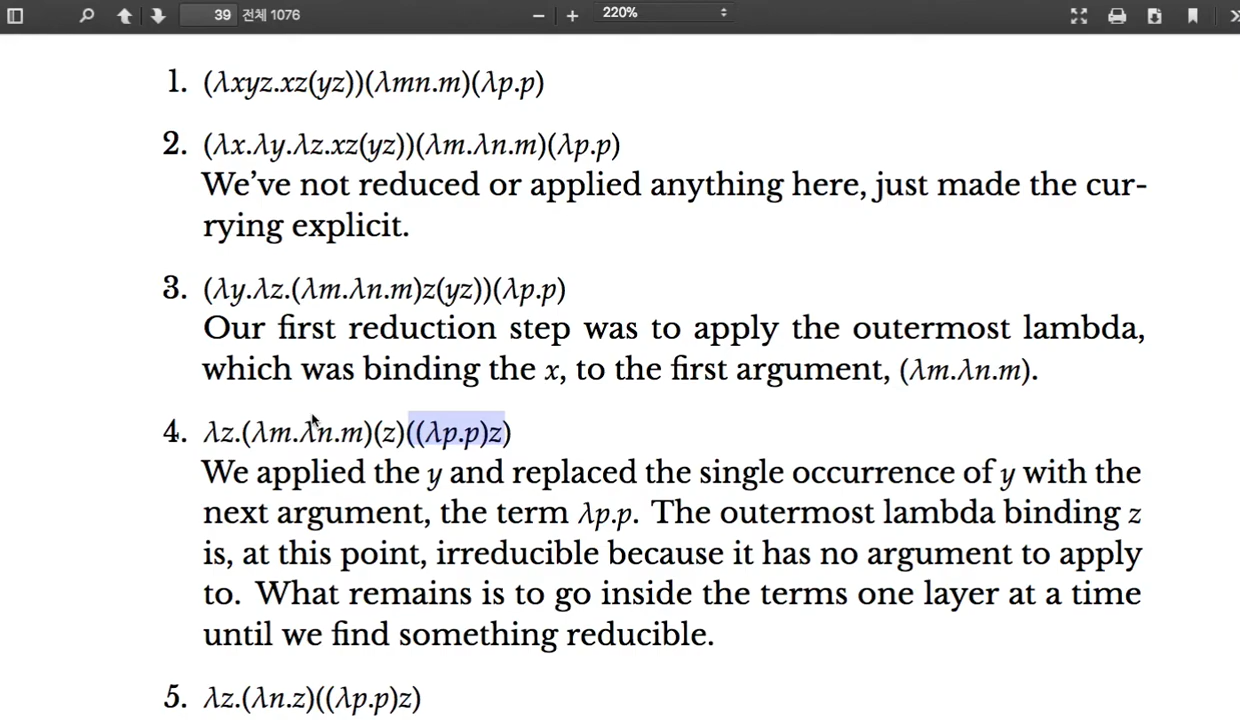 39 전체 1076
220%
1. (λxyz.xz(yz))(λmn.m)(λp.p)
2. (λx.λy.λz.xz(yz))(λm.λn.m)(λp.p)
We’ve not reduced or applied anything here, just made the cur-
rying explicit.
3. (λy.λz.(λm.λn.m)z(yz))(λp.p)
Our first reduction step was to apply the outermost lambda,
which was binding the x, to the first argument, (λm.λn.m).
4. λz.(λm.λn.m)(z)((λp.p)z)
We applied the y and replaced the single occurrence of y with the
next argument, the term λp.p. The outermost lambda binding z
is, at this point, irreducible because it has no argument to apply
to. What remains is to go inside the terms one layer at a time
until we find something reducible.
5. λz.(λn.z)((λp.p)z)